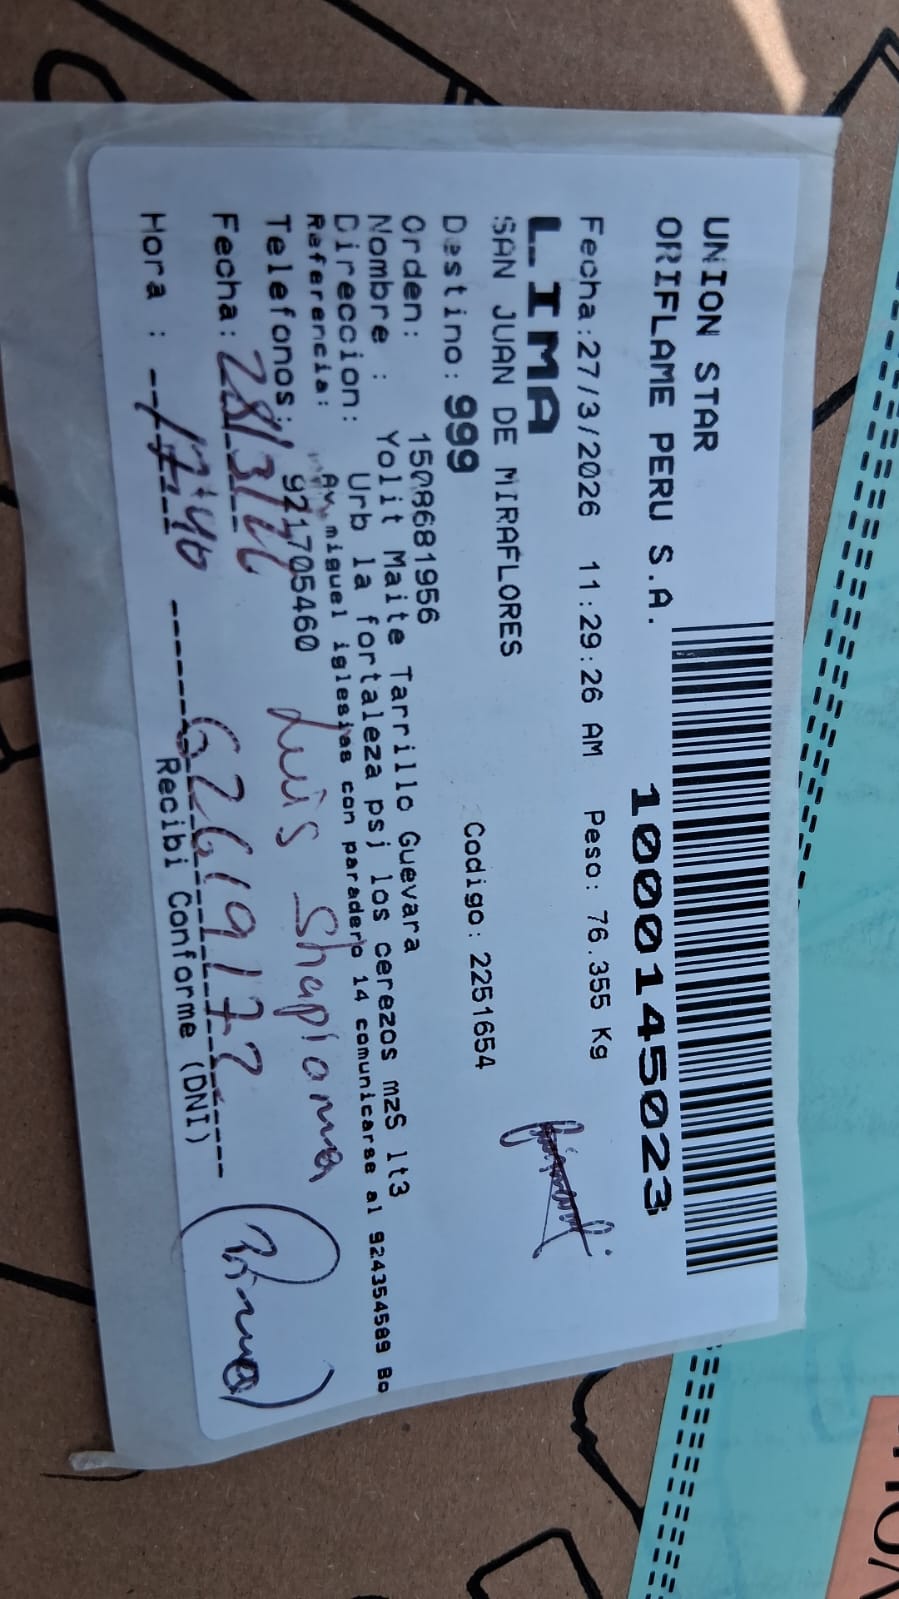 UNION STAR
ORIFLAME PERU S.A.
1000145023
Fecha:27/3/2026 11:29:26 AM Peso: 76.355 Kg
LIMA
SAN JUAN DE MIRAFLORES
Destino: 999 Codigo: 2251654
Orden: 1508681956
Nombre : Yolit Maite Tarrillo Guevara
Direccion: Urb la fortaleza psj los cerezos mzS lt3
Referencia: Av. miguel iglesias con paradero 14 comunicarse al 924354589 Bo
Telefonos: 921705460 Luis Shapiama
Fecha: 28/3/26 62619172
Hora : 17:40
Recibi Conforme (DNI)